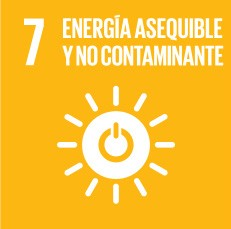 7 ENERGÍA ASEQUIBLE
Y NO CONTAMINANTE